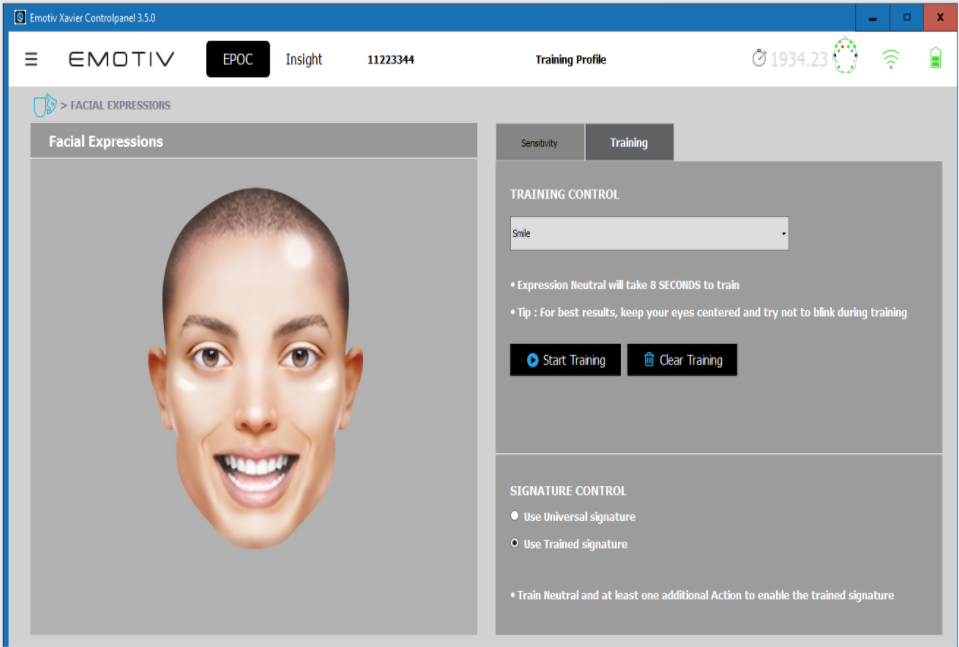 Emotiv Xavier Controlpanel 3.5.0
EMOTIV
EPOC
Insight
11223344
Training Profile
1934.23
> FACIAL EXPRESSIONS
Facial Expressions
Sensitivity
Training
TRAINING CONTROL
Smile
• Expression Neutral will take 8 SECONDS to train
• Tip : For best results, keep your eyes centered and try not to blink during training
Start Training
Clear Training
SIGNATURE CONTROL
Use Universal signature
Use Trained signature
• Train Neutral and at least one additional Action to enable the trained signature